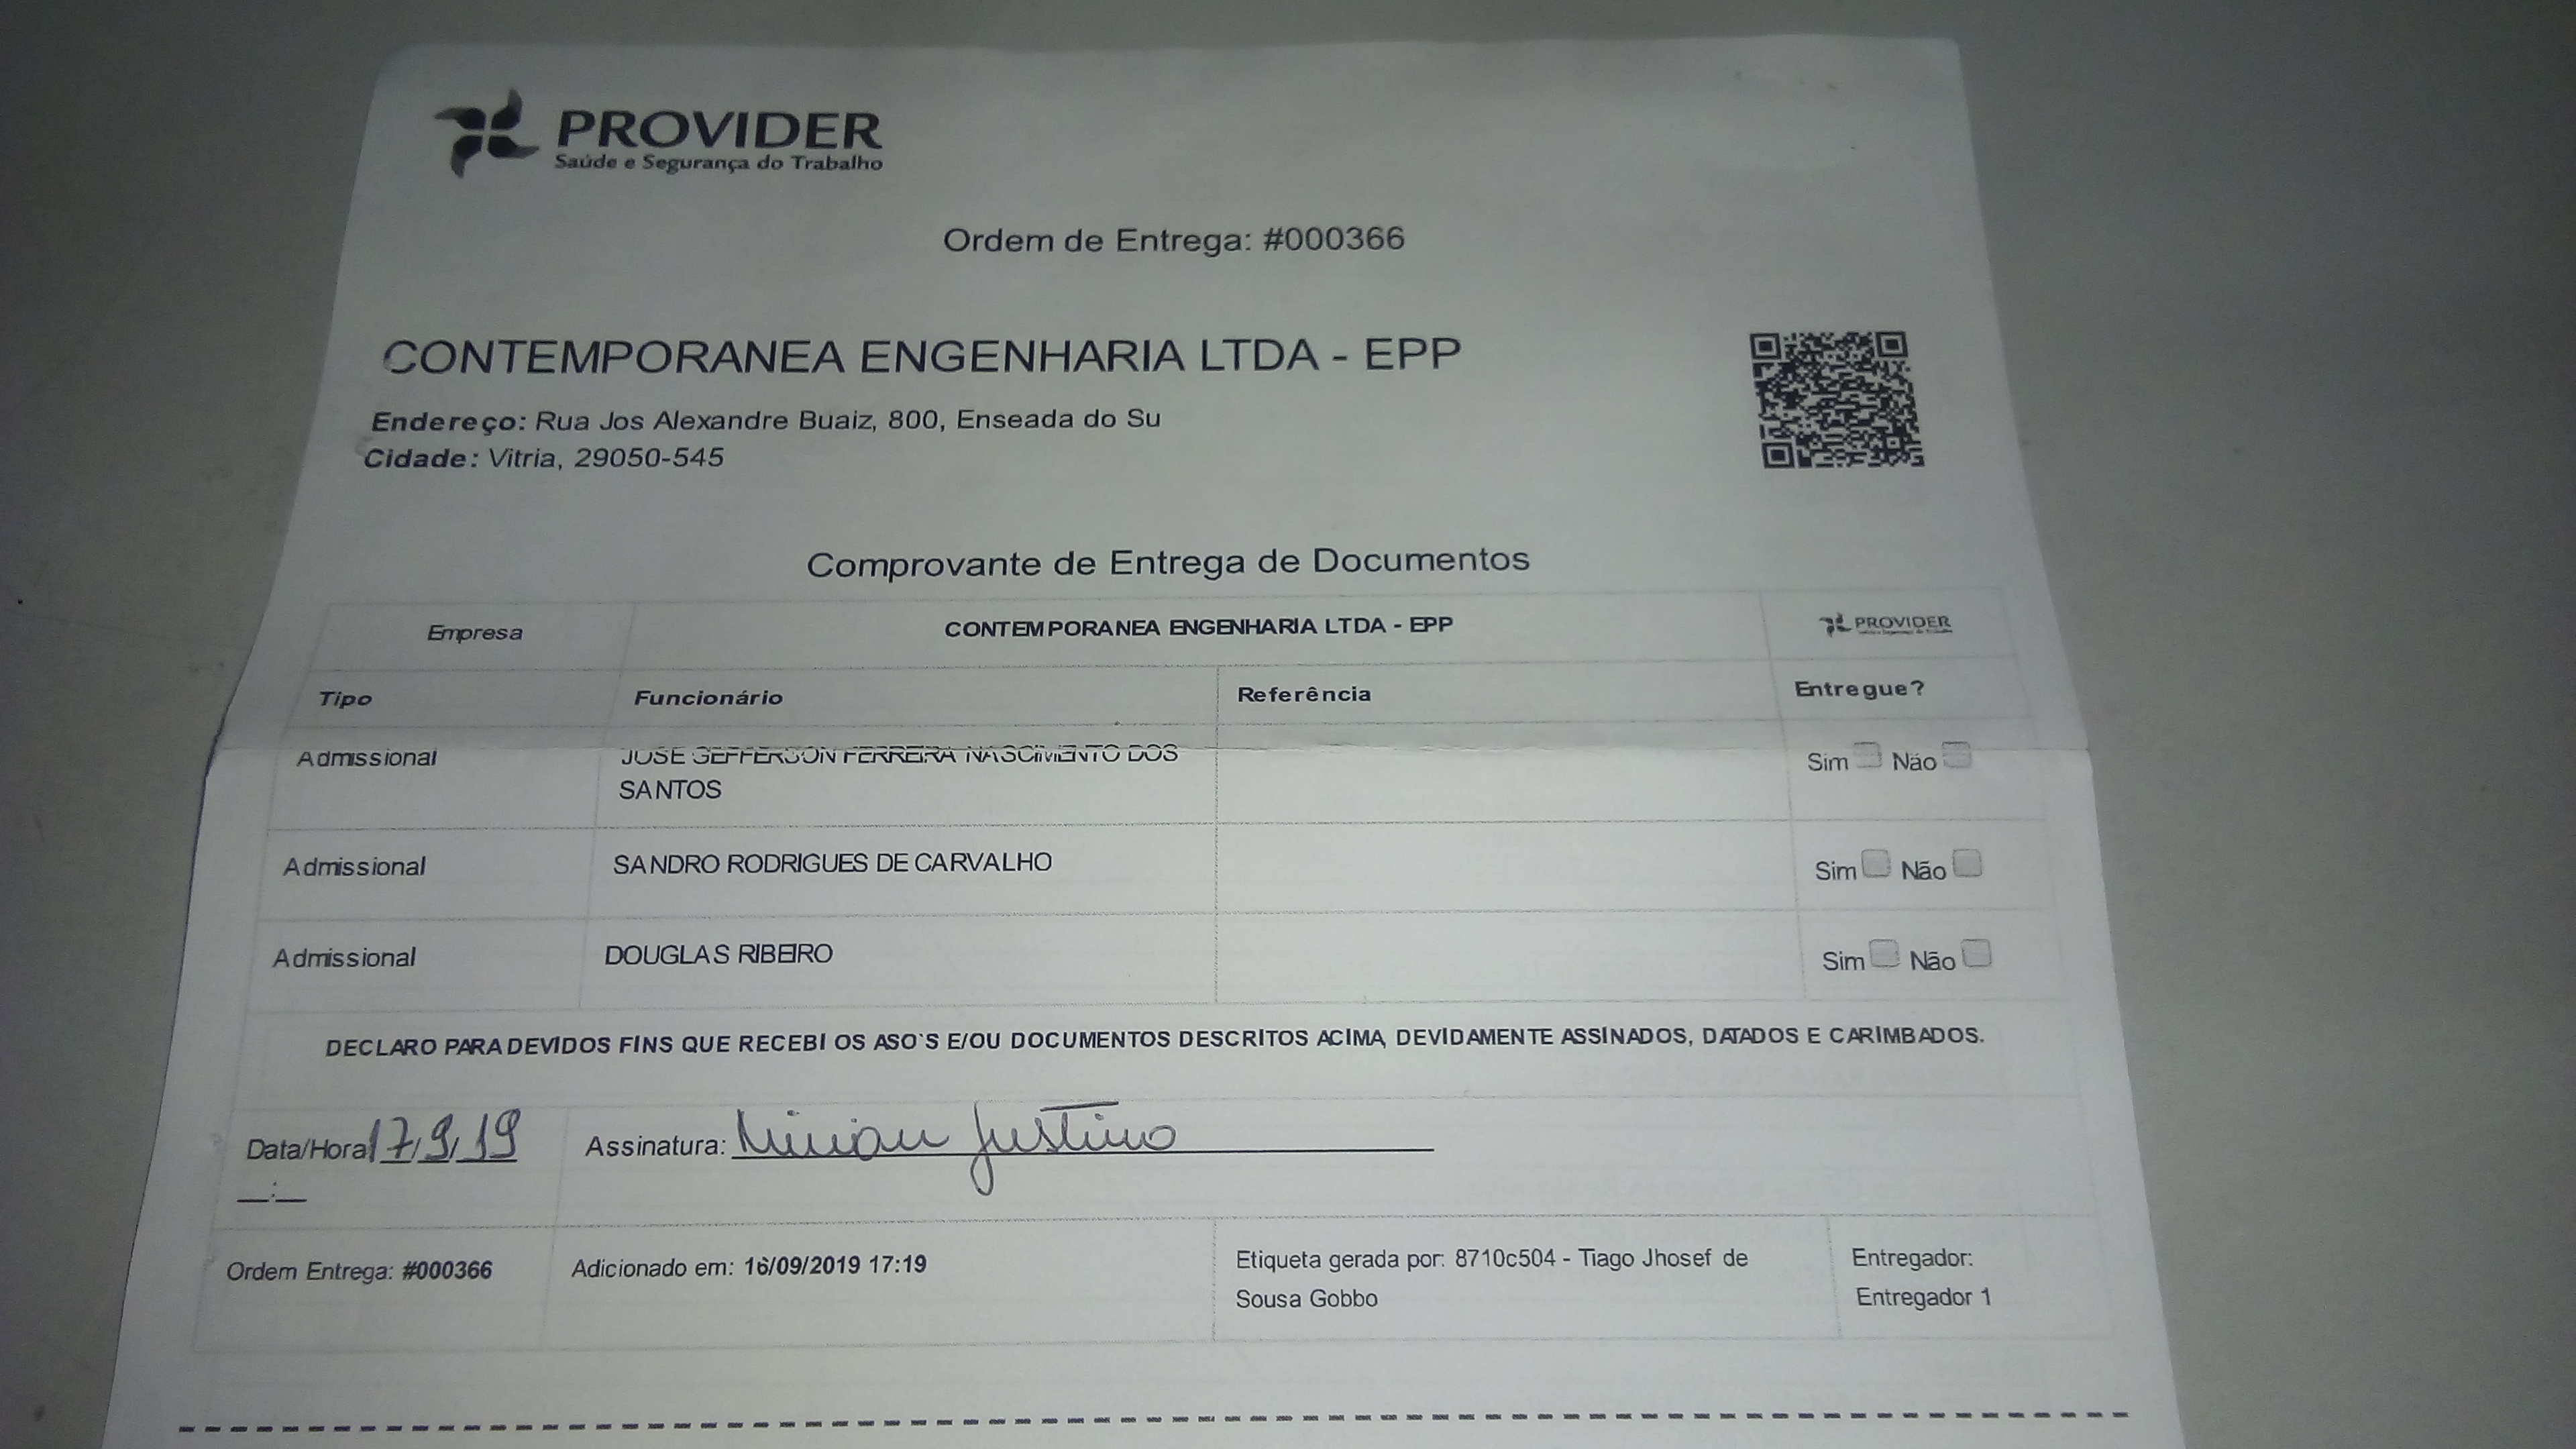 PROVIDER
Saúde e Segurança do Trabalho
Ordem de Entrega: #000366
CONTEMPORANEA ENGENHARIA LTDA - EPP
Endereço: Rua Jos Alexandre Buaiz, 800, Enseada do Su
Cidade: Vitria, 29050-545
Comprovante de Entrega de Documentos
Empresa CONTEMPORANEA ENGENHARIA LTDA - EPP PROVIDER
Tipo Funcionário Referência Entregue?
Admissional JOSE GEFFERSON FERREIRA NASCIMENTO DOS Sim Não
SANTOS
Admissional SANDRO RODRIGUES DE CARVALHO Sim Não
Admissional DOUGLAS RIBEIRO Sim Não
DECLARO PARA DEVIDOS FINS QUE RECEBI OS ASO`S E/OU DOCUMENTOS DESCRITOS ACIMA, DEVIDAMENTE ASSINADOS, DATADOS E CARIMBADOS.
Data/Hora 17/9/19 Assinatura: Mirian Justino
__:__
Ordem Entrega: #000366 Adicionado em: 16/09/2019 17:19 Etiqueta gerada por: 8710c504 - Tiago Jhosef de Entregador:
Sousa Gobbo Entregador 1